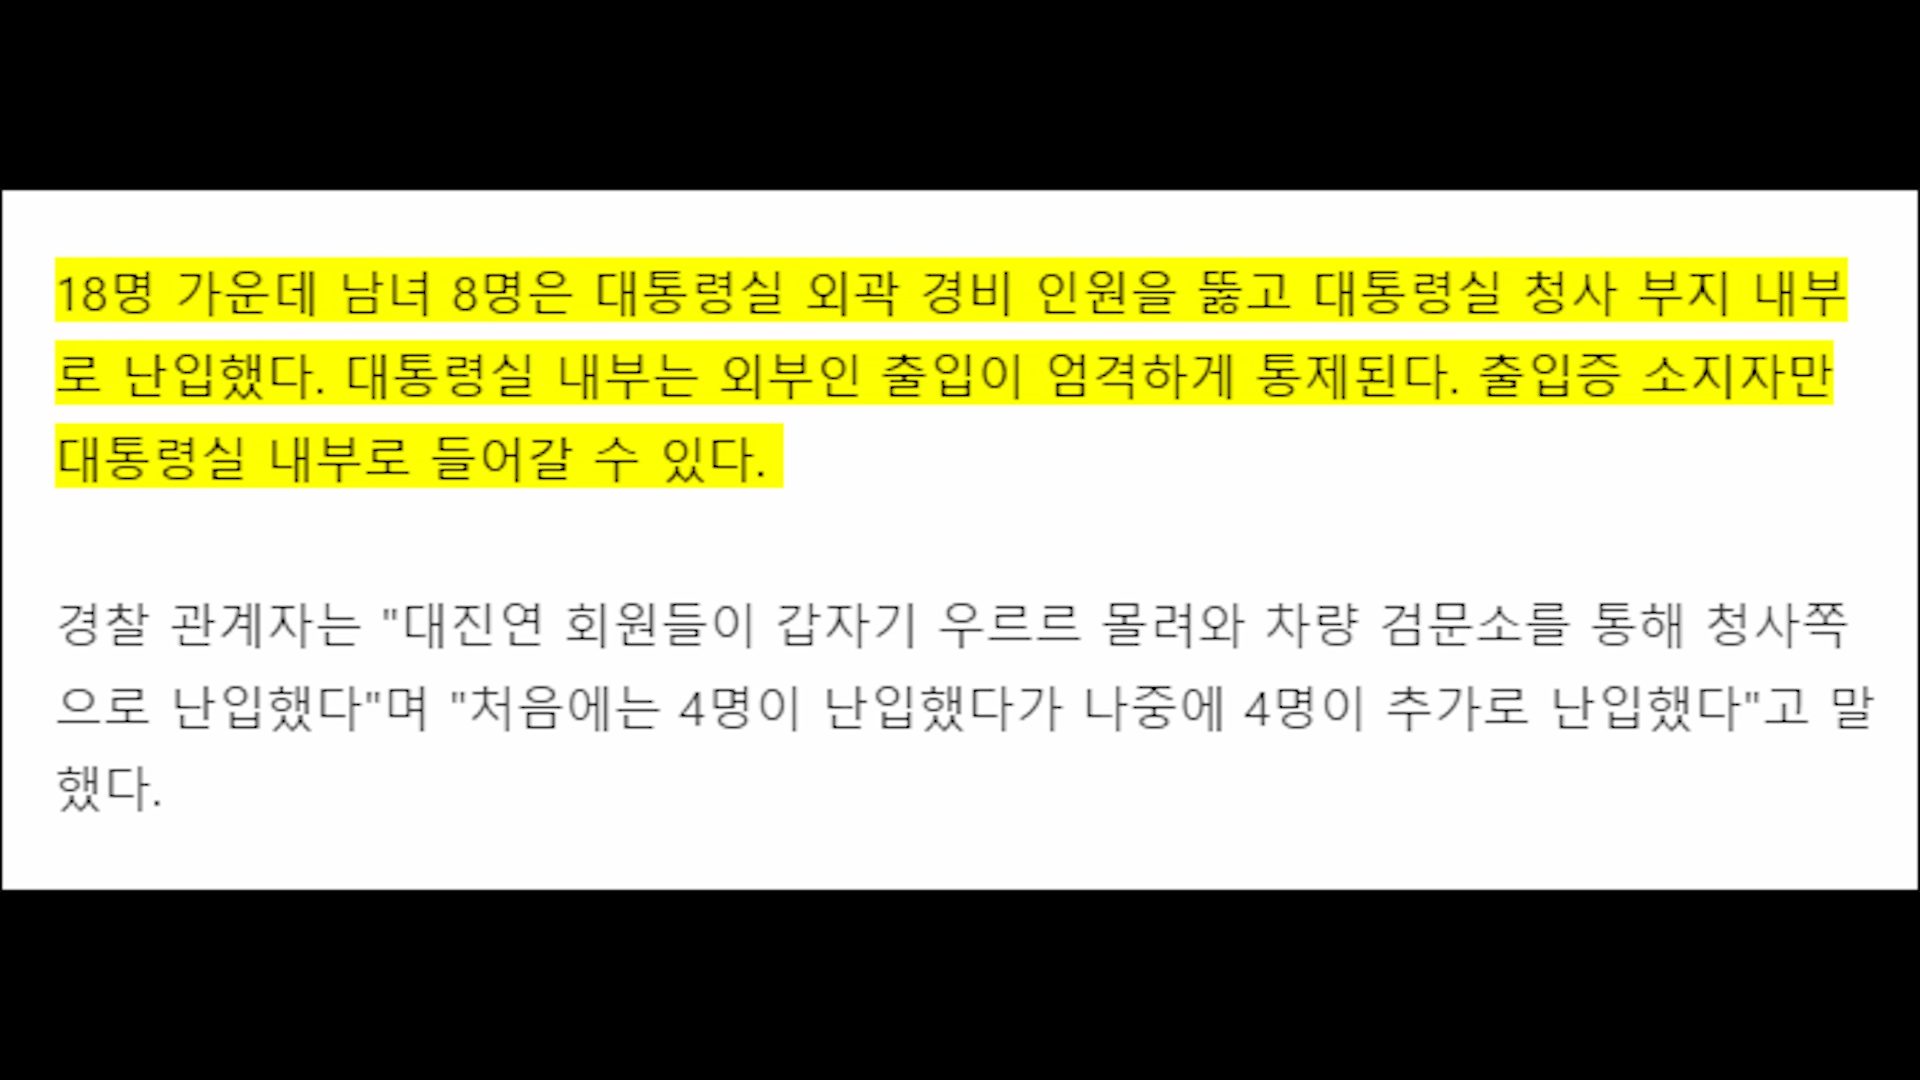 18명 가운데 남녀 8명은 대통령실 외곽 경비 인원을 뚫고 대통령실 청사 부지 내부
로 난입했다. 대통령실 내부는 외부인 출입이 엄격하게 통제된다. 출입증 소지자만
대통령실 내부로 들어갈 수 있다.
경찰 관계자는 "대진연 회원들이 갑자기 우르르 몰려와 차량 검문소를 통해 청사쪽
으로 난입했다"며 "처음에는 4명이 난입했다가 나중에 4명이 추가로 난입했다"고 말
했다.